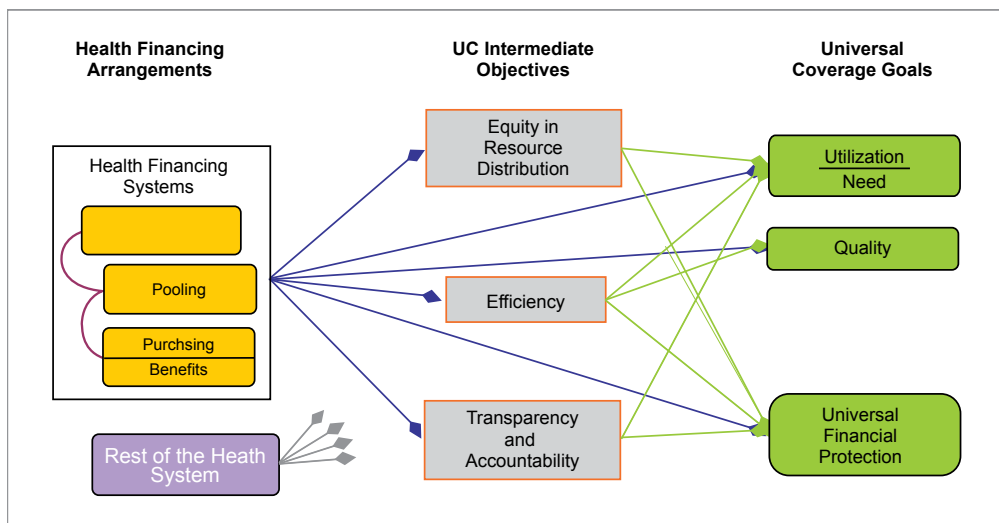 Health Financing
Arrangements
UC Intermediate
Objectives
Universal
Coverage Goals
Health Financing
Systems
Pooling
Purchsing
Benefits
Rest of the Heath
System
Equity in
Resource
Distribution
Efficiency
Transparency
and
Accountability
Utilization
Need
Quality
Universal
Financial
Protection